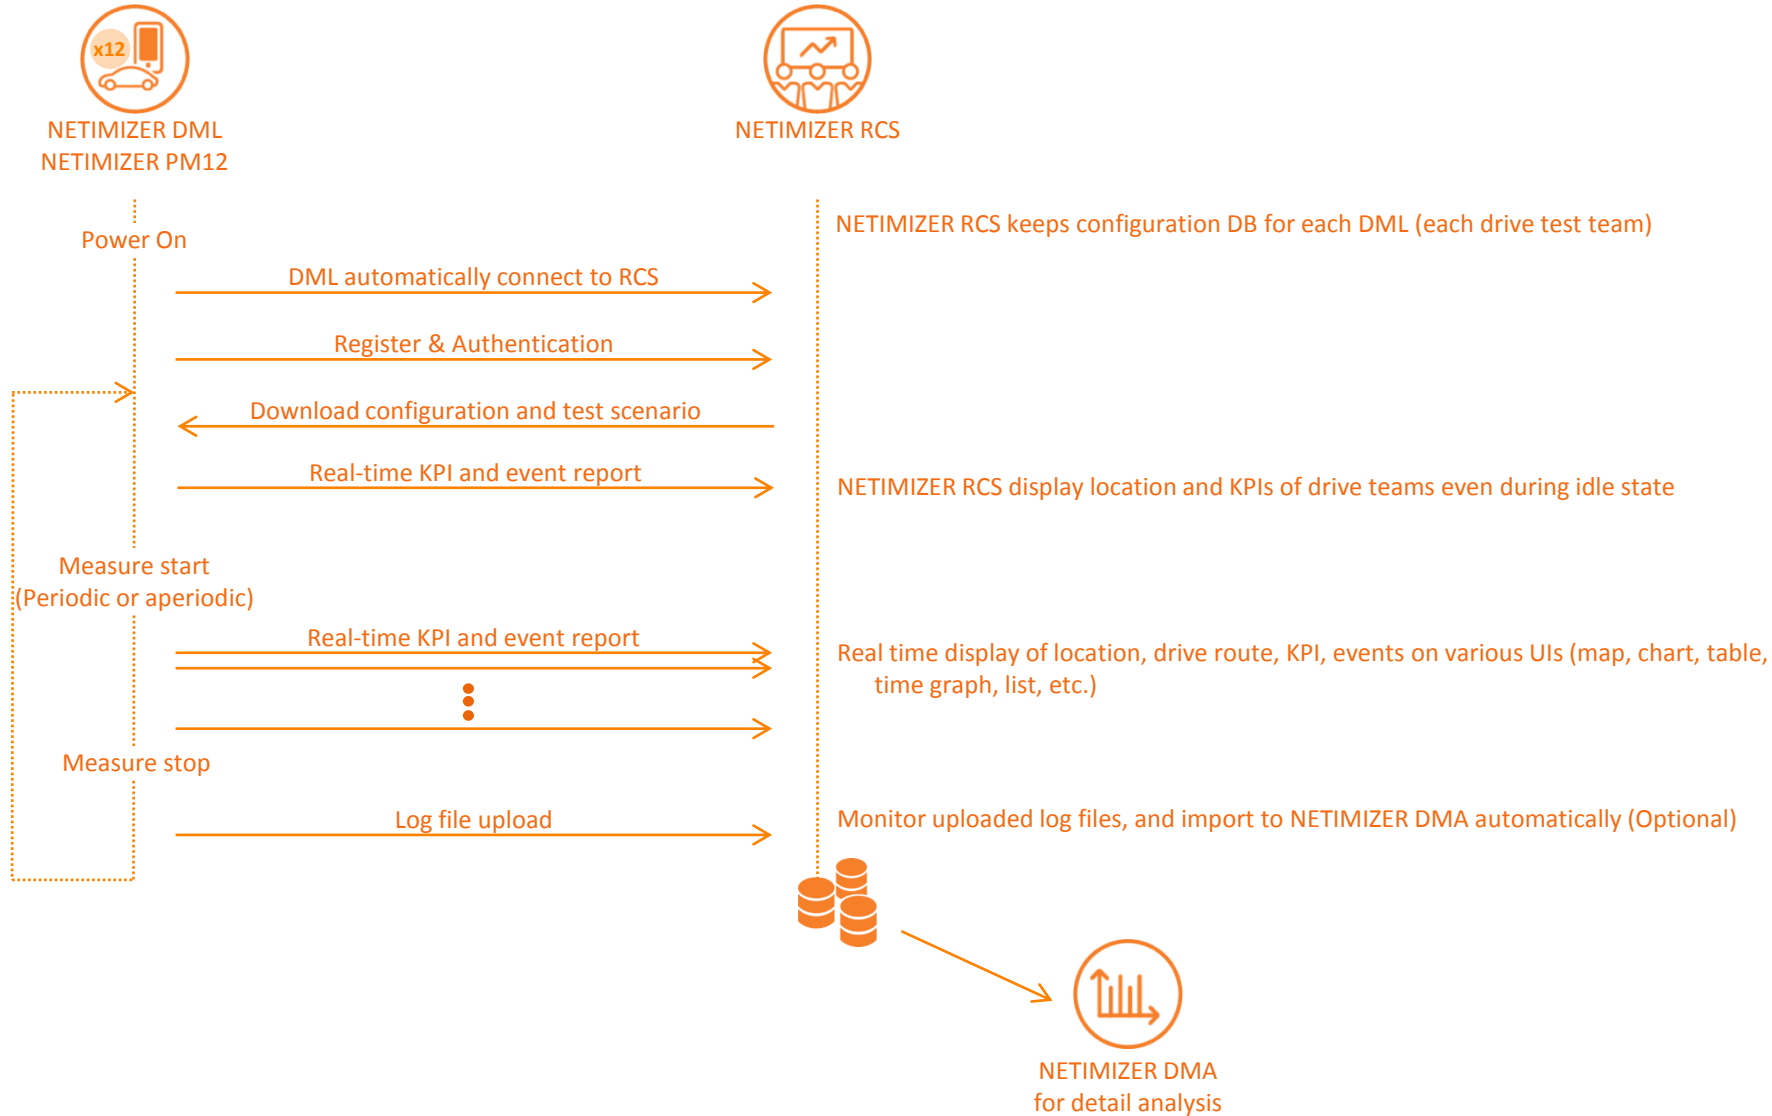 x12
NETIMIZER DML
NETIMIZER PM12
NETIMIZER RCS
NETIMIZER RCS keeps configuration DB for each DML (each drive test team)
Power On
DML automatically connect to RCS
Register & Authentication
Download configuration and test scenario
Real-time KPI and event report
NETIMIZER RCS display location and KPIs of drive teams even during idle state
Measure start
(Periodic or aperiodic)
Real-time KPI and event report
Real time display of location, drive route, KPI, events on various UIs (map, chart, table,
time graph, list, etc.)
Measure stop
Log file upload
Monitor uploaded log files, and import to NETIMIZER DMA automatically (Optional)
NETIMIZER DMA
for detail analysis